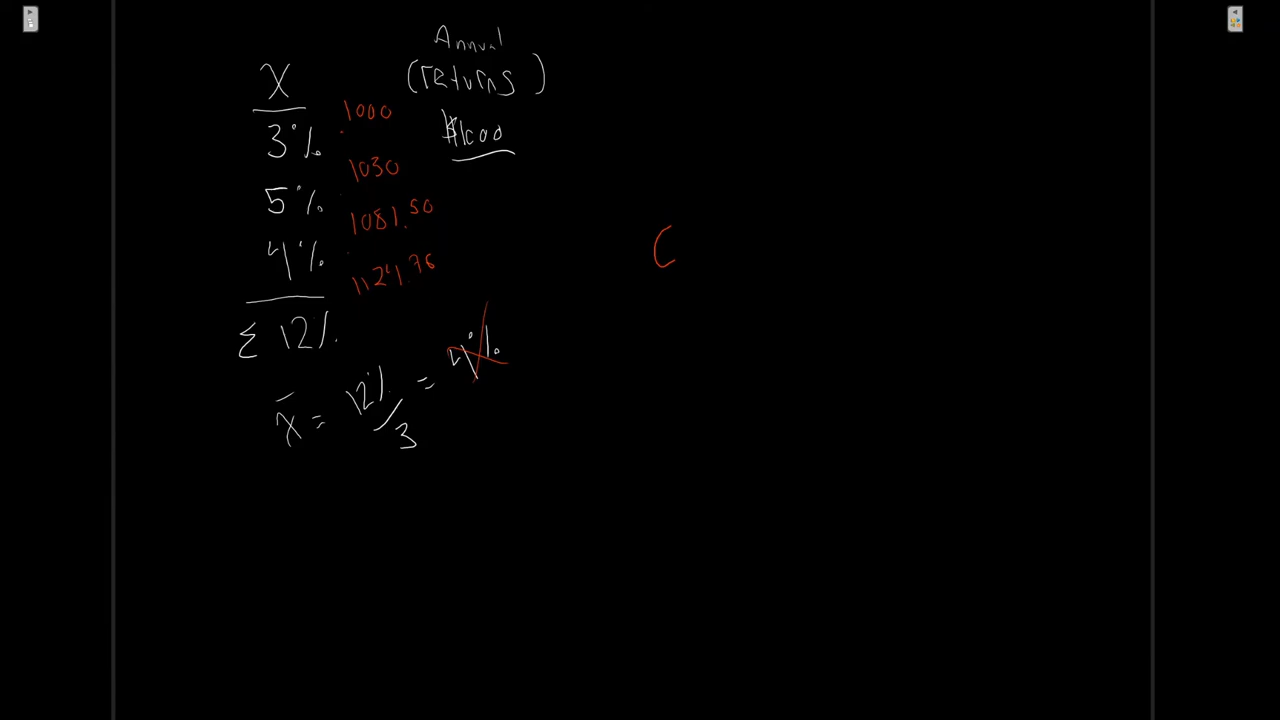 Annual
X (returns)
1000
3% $1000
1030
5%
1081.50
4%
1124.76
Σ 12%
x̄ = 12%/3 = 4%
C